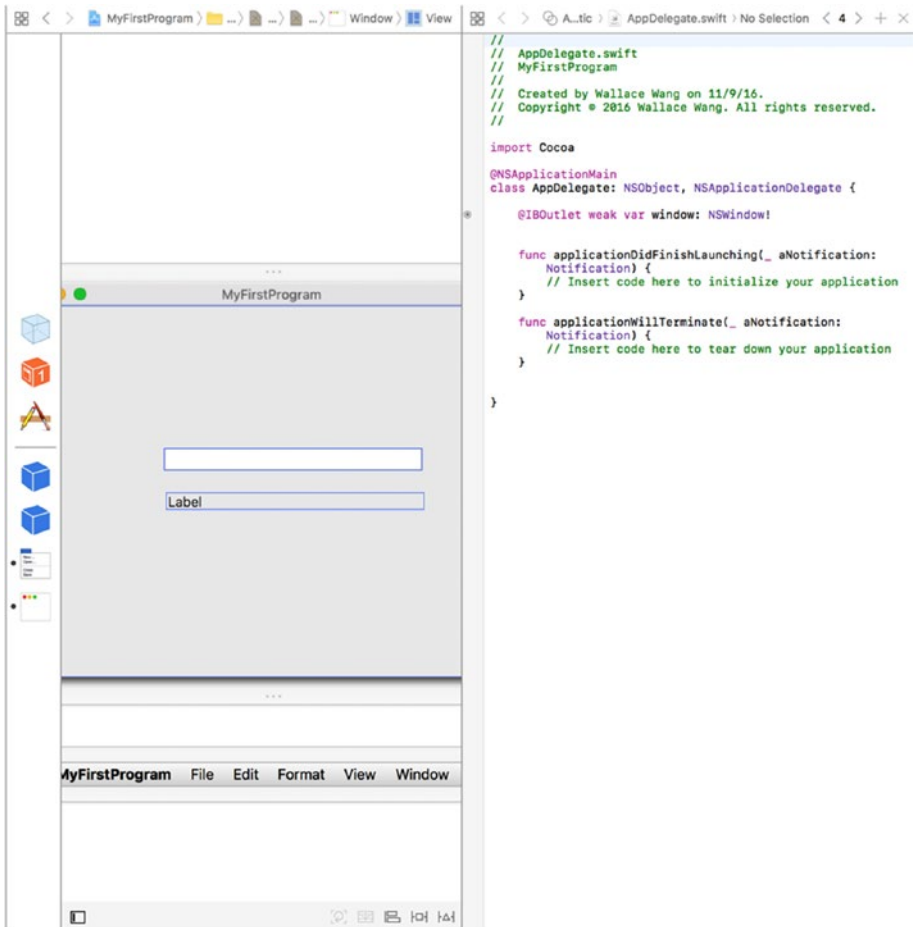 MyFirstProgram ...) ...) ...) Window View
A...tic AppDelegate.swift No Selection 4
//
// AppDelegate.swift
// MyFirstProgram
//
// Created by Wallace Wang on 11/9/16.
// Copyright © 2016 Wallace Wang. All rights reserved.
//
import Cocoa
@NSApplicationMain
class AppDelegate: NSObject, NSApplicationDelegate {
@IBOutlet weak var window: NSWindow!
func applicationDidFinishLaunching(_ aNotification:
Notification) {
// Insert code here to initialize your application
}
func applicationWillTerminate(_ aNotification:
Notification) {
// Insert code here to tear down your application
}
}
MyFirstProgram
1
Label
MyFirstProgram File Edit Format View Window